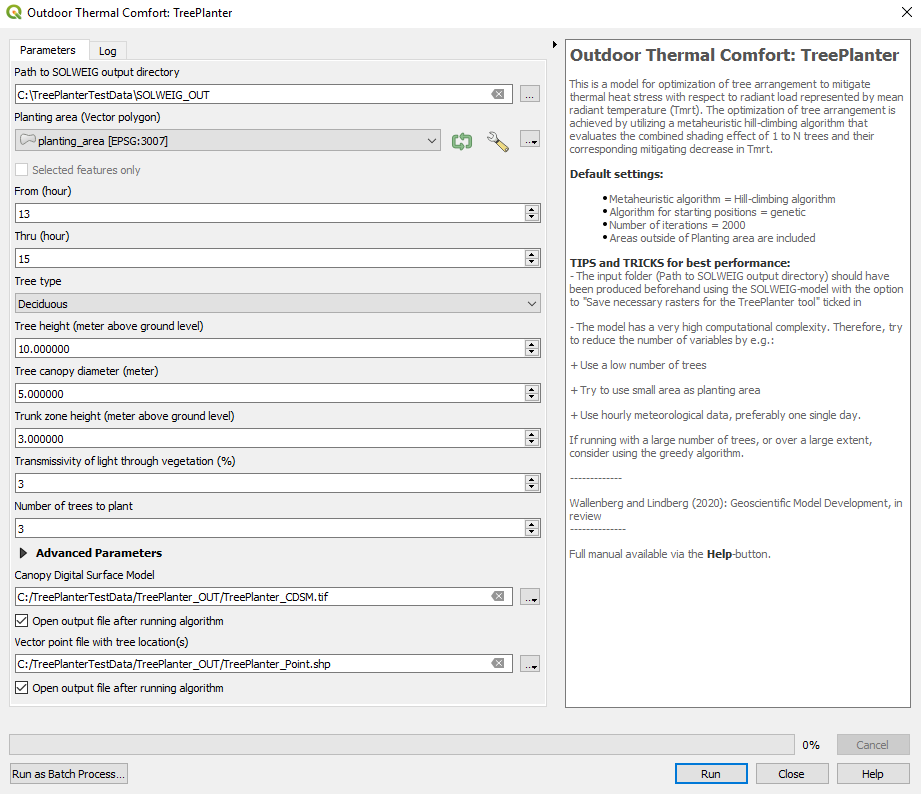 Outdoor Thermal Comfort: TreePlanter
Parameters
Log
Path to SOLWEIG output directory
C:\TreePlanterTestData\SOLWEIG_OUT
...
Planting area (Vector polygon)
planting_area [EPSG:3007]
...
Selected features only
From (hour)
13
Thru (hour)
15
Tree type
Deciduous
Tree height (meter above ground level)
10.000000
Tree canopy diameter (meter)
5.000000
Trunk zone height (meter above ground level)
3.000000
Transmissivity of light through vegetation (%)
3
Number of trees to plant
3
Advanced Parameters
Canopy Digital Surface Model
C:/TreePlanterTestData/TreePlanter_OUT/TreePlanter_CDSM.tif
...
Open output file after running algorithm
Vector point file with tree location(s)
C:/TreePlanterTestData/TreePlanter_OUT/TreePlanter_Point.shp
...
Open output file after running algorithm
Outdoor Thermal Comfort: TreePlanter
This is a model for optimization of tree arrangement to mitigate
thermal heat stress with respect to radiant load represented by mean
radiant temperature (Tmrt). The optimization of tree arrangement is
achieved by utilizing a metaheuristic hill-climbing algorithm that
evaluates the combined shading effect of 1 to N trees and their
corresponding mitigating decrease in Tmrt.
Default settings:
•Metaheuristic algorithm = Hill-climbing algorithm
•Algorithm for starting positions = genetic
•Number of iterations = 2000
•Areas outside of Planting area are included
TIPS and TRICKS for best performance:
- The input folder (Path to SOLWEIG output directory) should have
been produced beforehand using the SOLWEIG-model with the option
to "Save necessary rasters for the TreePlanter tool" ticked in
- The model has a very high computational complexity. Therefore, try
to reduce the number of variables by e.g.:
+ Use a low number of trees
+ Try to use small area as planting area
+ Use hourly meteorological data, preferably one single day.
If running with a large number of trees, or over a large extent,
consider using the greedy algorithm.
-------------
Wallenberg and Lindberg (2020): Geoscientific Model Development, in
review
--------------
Full manual available via the Help-button.
0%
Cancel
Run as Batch Process...
Run
Close
Help